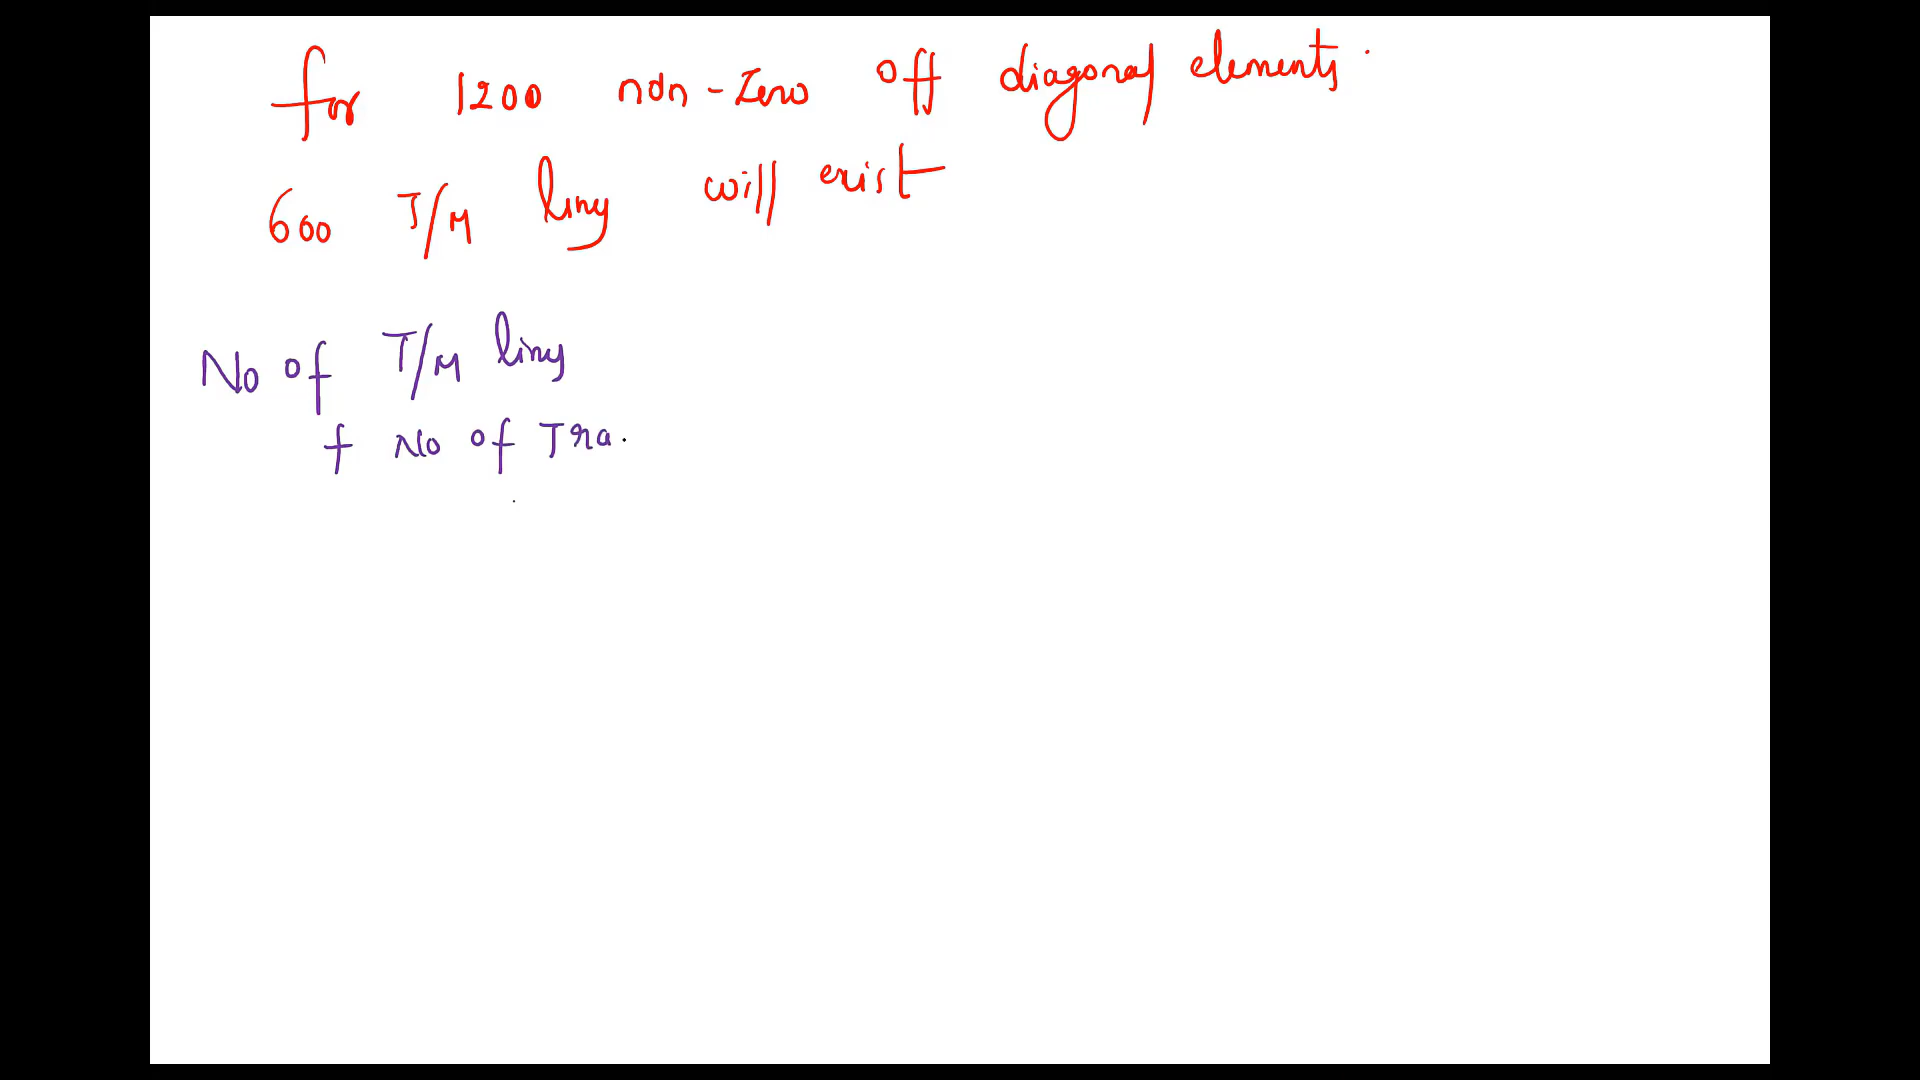 for 1200 non-zero off diagonal elements.
600 T/M lines will exist
No of T/M lines
+ No of Tra